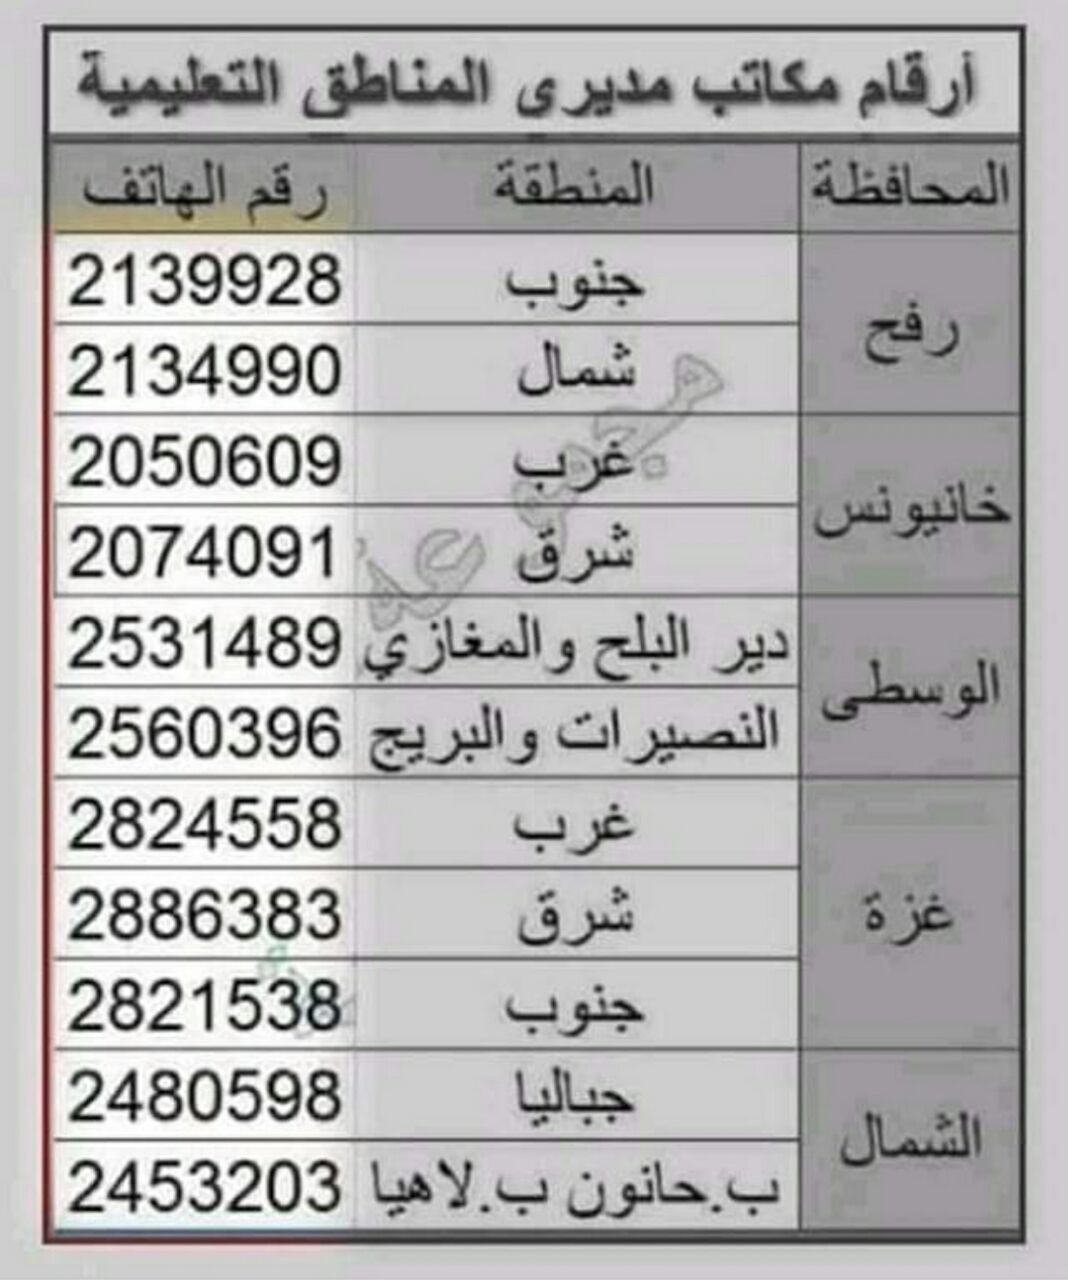 أرقام مكاتب مديرى المناطق التعليمية
المحافظة المنطقة رقم الهاتف
رفح جنوب 2139928
شمال 2134990
خانيونس غرب 2050609
شرق 2074091
الوسطى دير البلح والمغازي 2531489
النصيرات والبريج 2560396
غزة غرب 2824558
شرق 2886383
جنوب 2821538
الشمال جباليا 2480598
ب.حانون ب.لاهيا 2453203
مجموعة